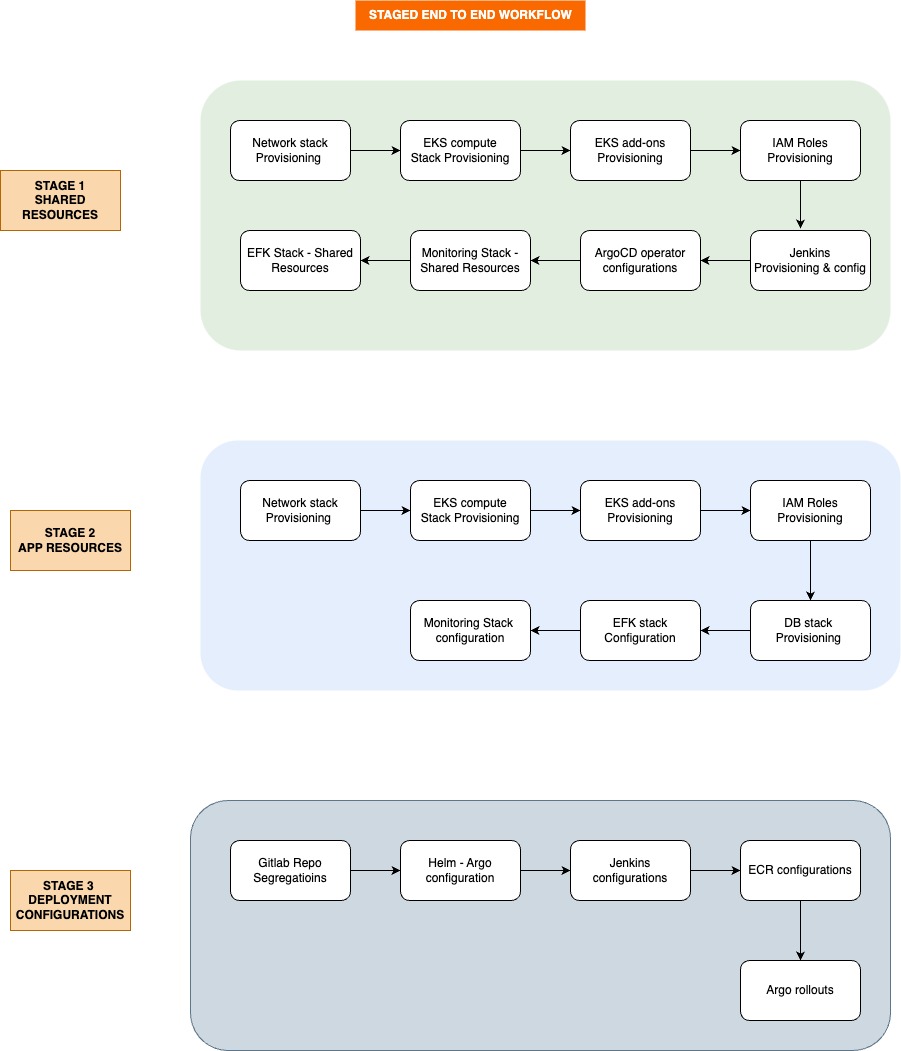 STAGED END TO END WORKFLOW
STAGE 1
SHARED
RESOURCES
Network stack
Provisioning
EKS compute
Stack Provisioning
EKS add-ons
Provisioning
IAM Roles
Provisioning
Jenkins
Provisioning & config
ArgoCD operator
configurations
Monitoring Stack -
Shared Resources
EFK Stack - Shared
Resources
STAGE 2
APP RESOURCES
Network stack
Provisioning
EKS compute
Stack Provisioning
EKS add-ons
Provisioning
IAM Roles
Provisioning
DB stack
Provisioning
EFK stack
Configuration
Monitoring Stack
configuration
STAGE 3
DEPLOYMENT
CONFIGURATIONS
Gitlab Repo
Segregatioins
Helm - Argo
configuration
Jenkins
configurations
ECR configurations
Argo rollouts